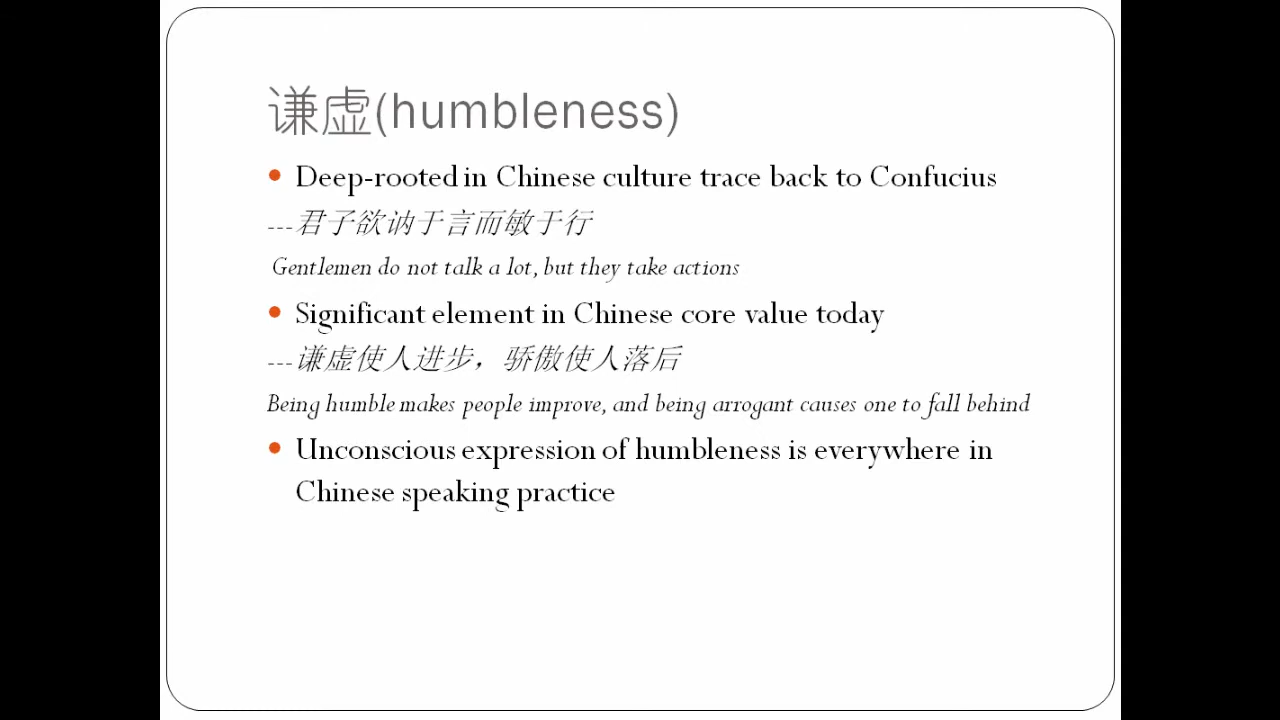 谦虚(humbleness)
• Deep-rooted in Chinese culture trace back to Confucius
---君子欲讷于言而敏于行
Gentlemen do not talk a lot, but they take actions
• Significant element in Chinese core value today
---谦虚使人进步，骄傲使人落后
Being humble makes people improve, and being arrogant causes one to fall behind
• Unconscious expression of humbleness is everywhere in
Chinese speaking practice